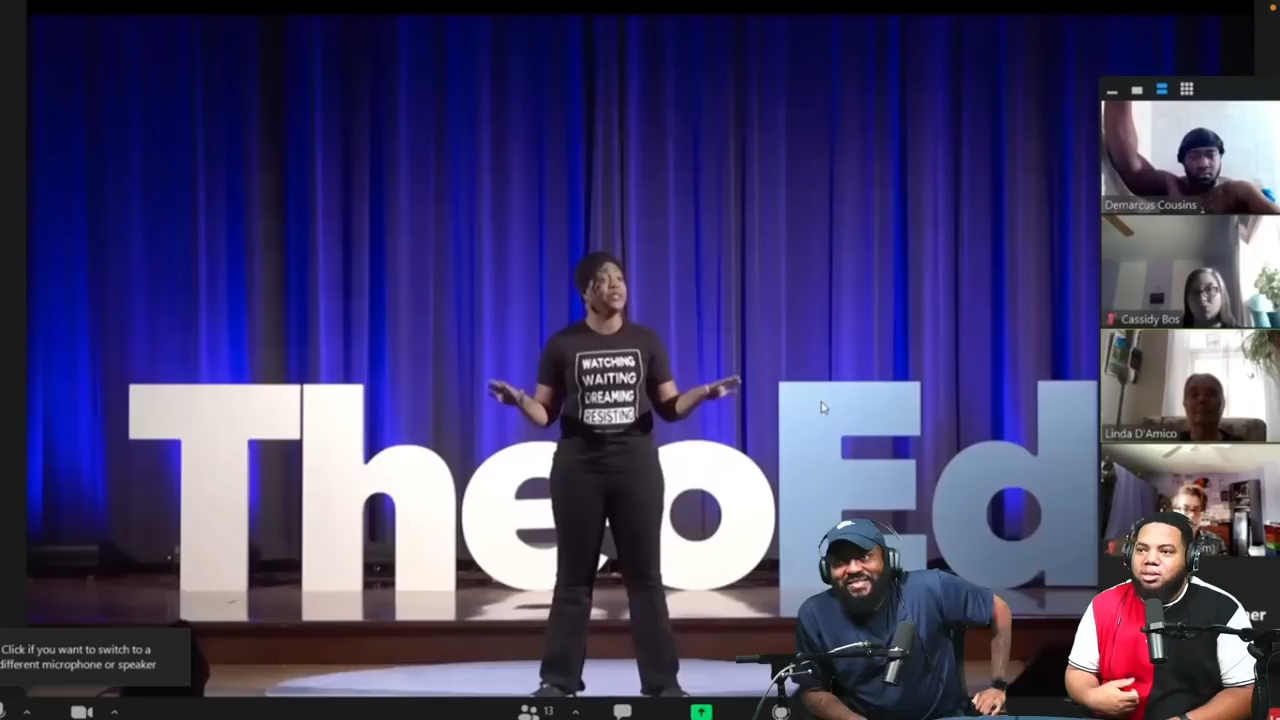 WATCHING
WAITING
DREAMING
RESISTING
TheoEd
Demarcus Cousins
Cassidy Bos
Linda D'Amico
Click if you want to switch to a
different microphone or speaker
13